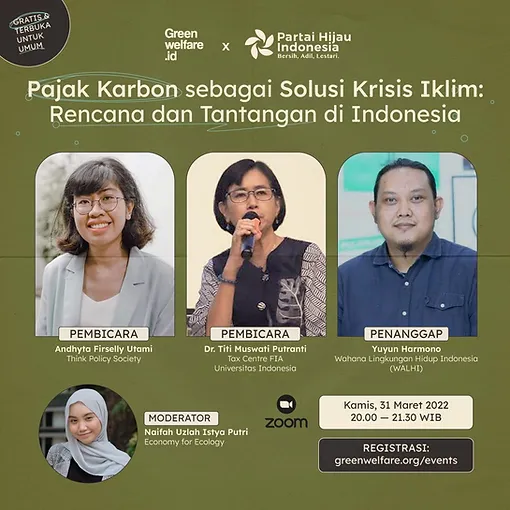 GRATIS &
TERBUKA
UNTUK
UMUM
Green
welfare
.id
x
Partai Hijau
Indonesia
Bersih, Adil, Lestari.
Pajak Karbon sebagai Solusi Krisis Iklim:
Rencana dan Tantangan di Indonesia
PEMBICARA
Andhyta Firselly Utami
Think Policy Society
PEMBICARA
Dr. Titi Muswati Putranti
Tax Centre FIA
Universitas Indonesia
PENANGGAP
Yuyun Harmono
Wahana Lingkungan Hidup Indonesia
(WALHI)
MODERATOR
Naifah Uzlah Istya Putri
Economy for Ecology
zoom
Kamis, 31 Maret 2022
20.00 — 21.30 WIB
REGISTRASI:
greenwelfare.org/events